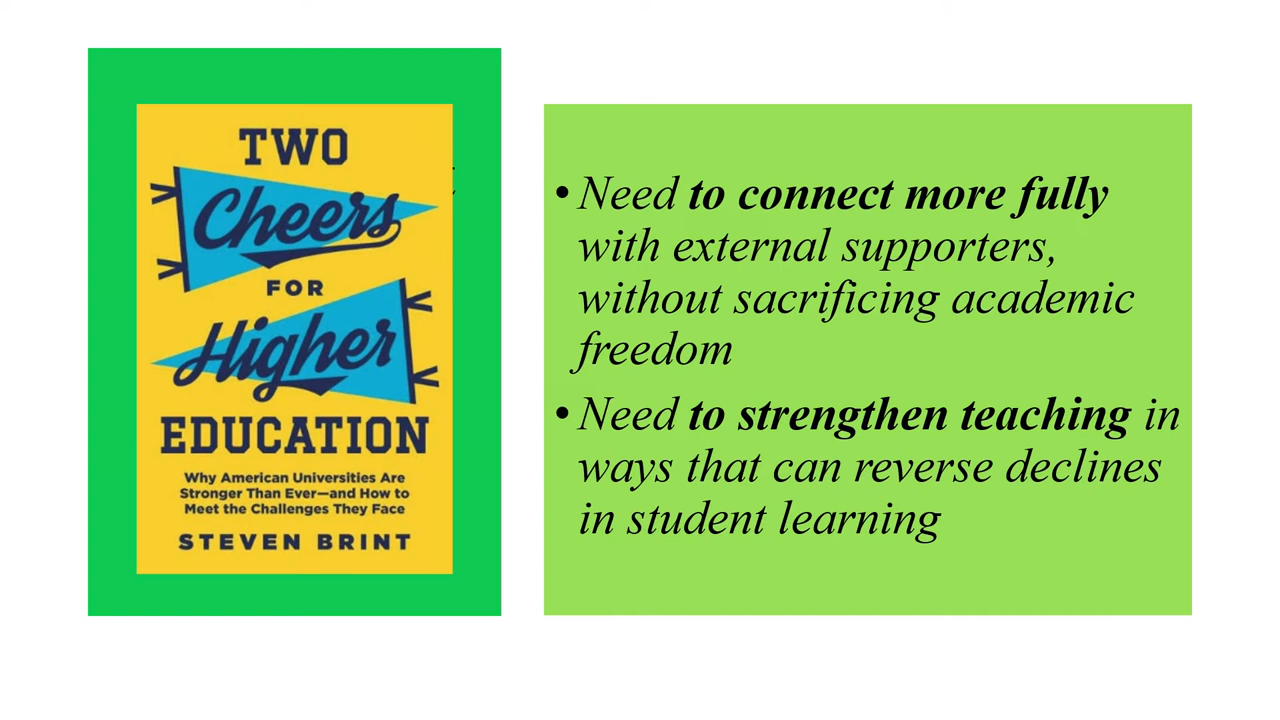 TWO
Cheers
FOR
Higher
EDUCATION
Why American Universities Are
Stronger Than Ever—and How to
Meet the Challenges They Face
STEVEN BRINT
• Need to connect more fully
with external supporters,
without sacrificing academic
freedom
• Need to strengthen teaching in
ways that can reverse declines
in student learning